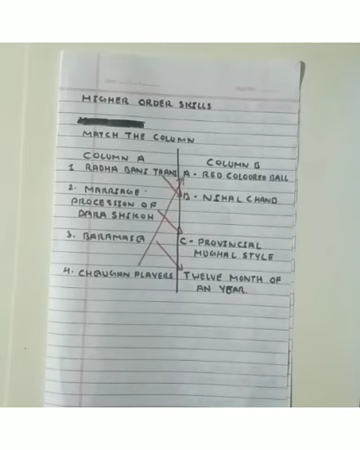 HIGHER ORDER SKILLS
MATCH THE COLUMN
COLUMN A
COLUMN B
1 RADHA BANI THANI
A - RED COLOURED BALL
2. MARRIAGE
PROCESSION OF
DARA SHIKOH
B - NIHAL CHAND
3. BARAMASA
C - PROVINCIAL
MUGHAL STYLE
4. CHAUGHAN PLAYERS
TWELVE MONTH OF
AN YEAR.